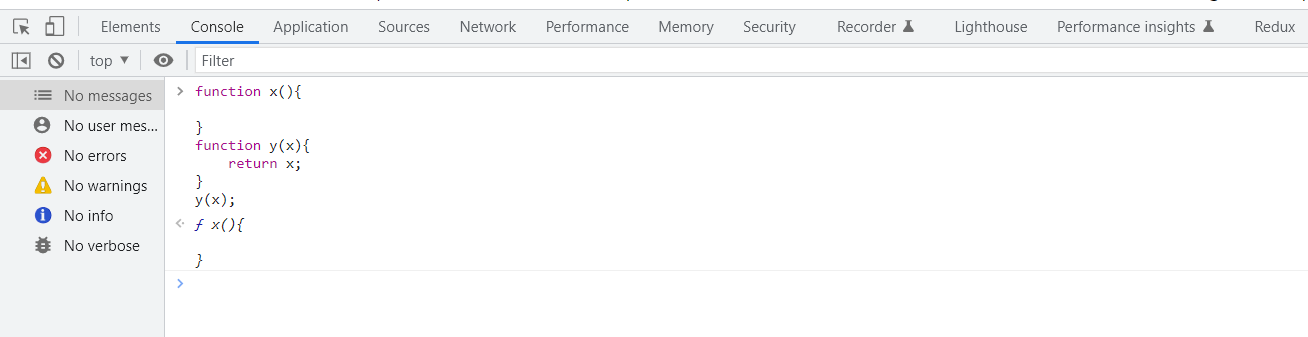 Elements Console Application Sources Network Performance Memory Security Recorder Lighthouse Performance insights Redux
top ▼ Filter
No messages
No user mes...
No errors
No warnings
No info
No verbose
> function x(){
}
function y(x){
return x;
}
y(x);
ƒ x(){
}
>